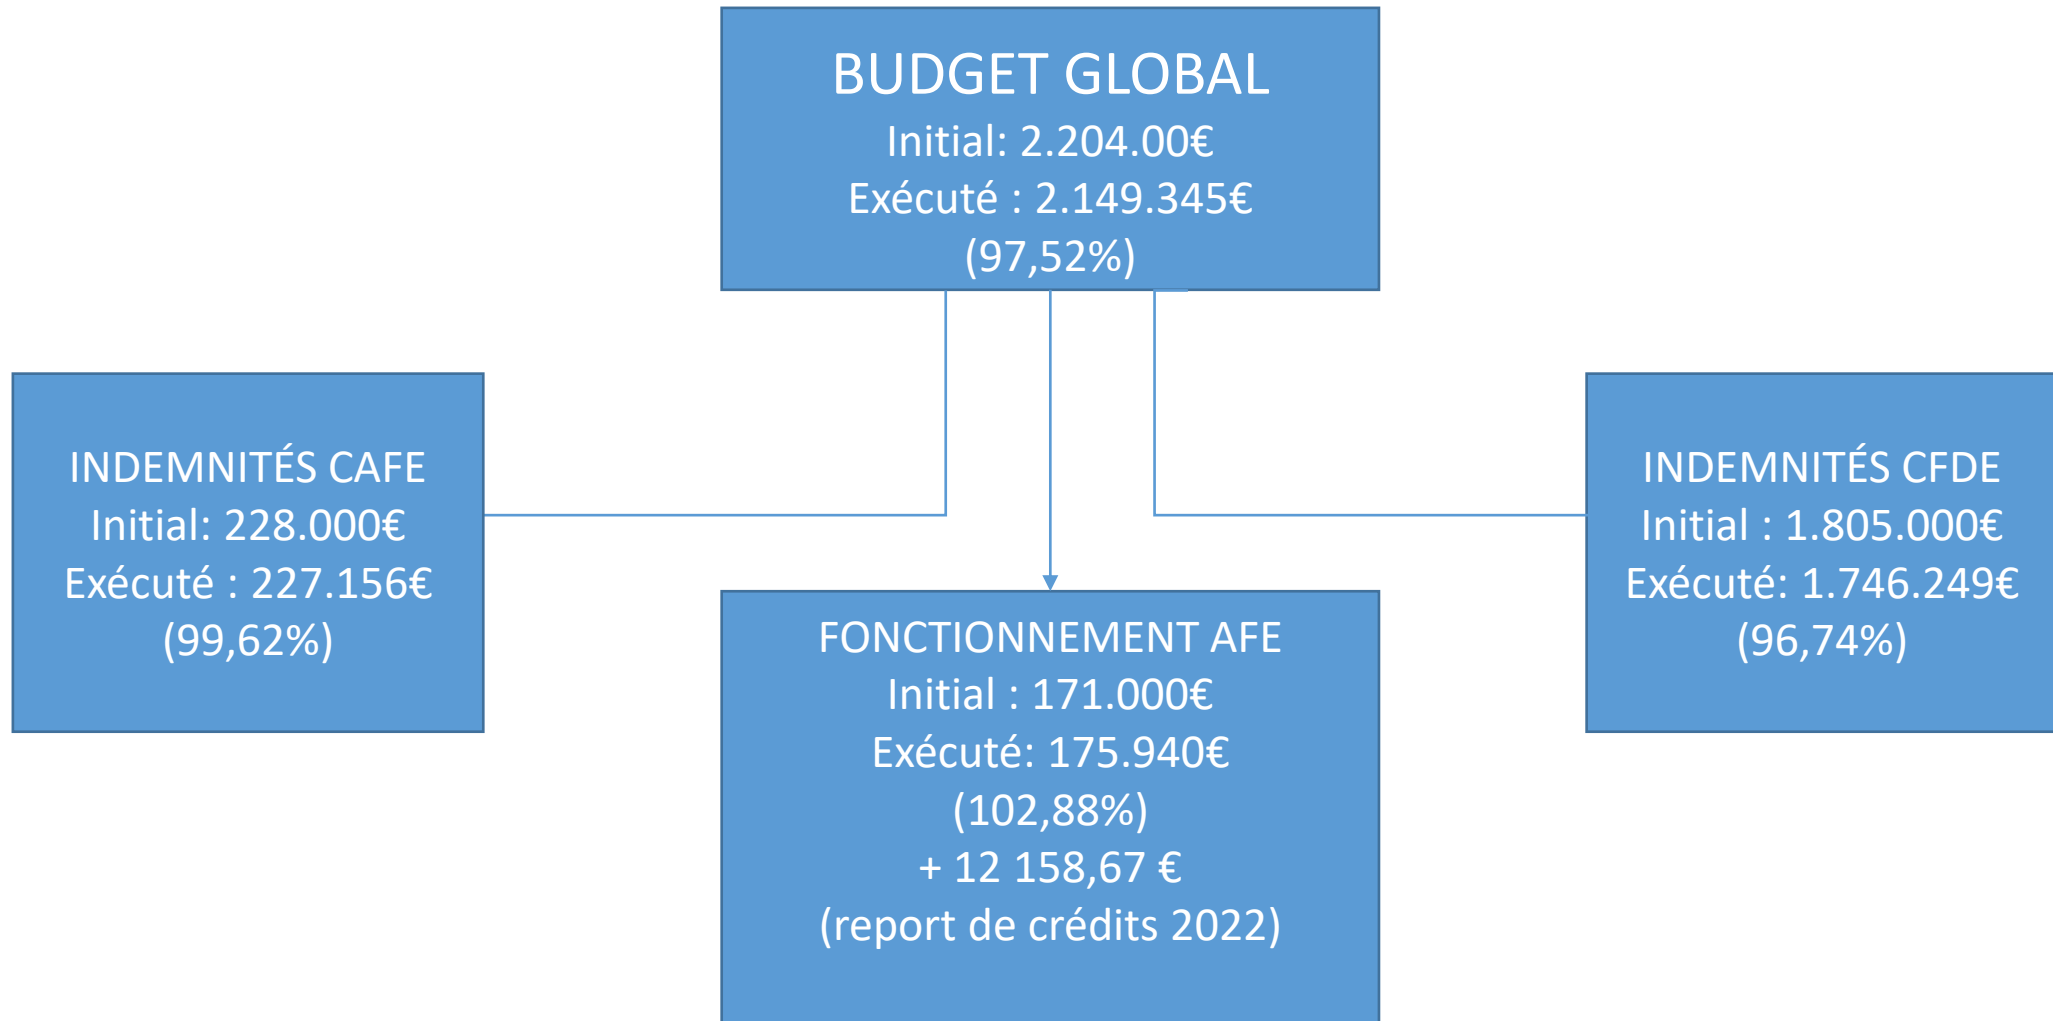 BUDGET GLOBAL
Initial: 2.204.00€
Exécuté : 2.149.345€
(97,52%)
INDEMNITÉS CAFE
Initial: 228.000€
Exécuté : 227.156€
(99,62%)
FONCTIONNEMENT AFE
Initial : 171.000€
Exécuté: 175.940€
(102,88%)
+ 12 158,67 €
(report de crédits 2022)
INDEMNITÉS CFDE
Initial : 1.805.000€
Exécuté: 1.746.249€
(96,74%)